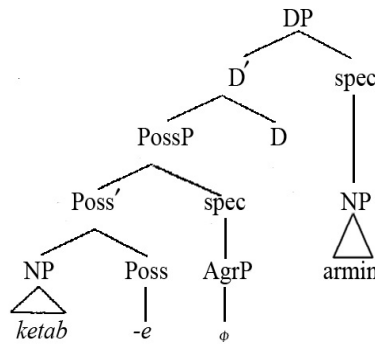 DP
D′ spec
PossP D
Poss′ spec NP
NP Poss AgrP armin
ketab -e ϕ